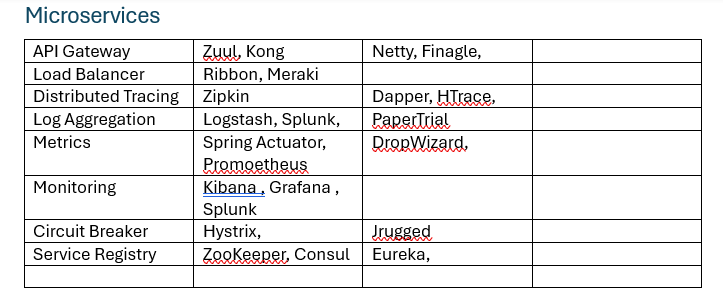 Microservices
API Gateway Zuul, Kong Netty, Finagle,
Load Balancer Ribbon, Meraki
Distributed Tracing Zipkin Dapper, HTrace,
Log Aggregation Logstash, Splunk, PaperTrial
Metrics Spring Actuator, DropWizard,
Promoetheus
Monitoring Kibana , Grafana ,
Splunk
Circuit Breaker Hystrix, Jrugged
Service Registry ZooKeeper, Consul Eureka,